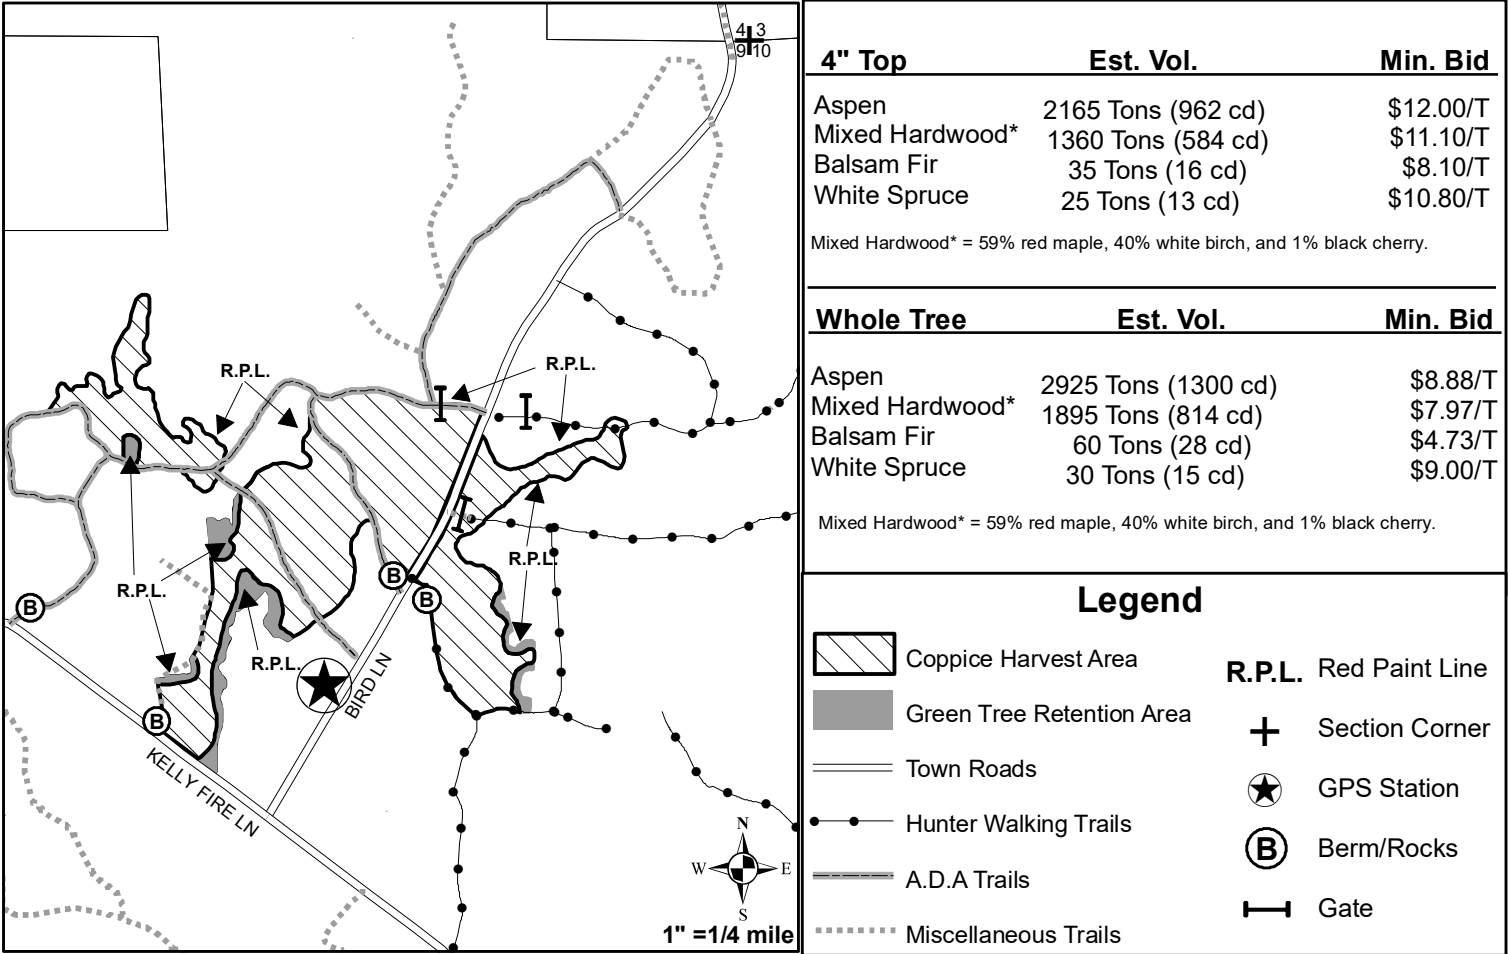 4 3
9 10
R.P.L.
R.P.L.
R.P.L.
B
B
R.P.L.
B
R.P.L.
B
BIRD LN
KELLY FIRE LN
N
W E
S
1" =1/4 mile
4" Top Est. Vol. Min. Bid
Aspen 2165 Tons (962 cd) $12.00/T
Mixed Hardwood* 1360 Tons (584 cd) $11.10/T
Balsam Fir 35 Tons (16 cd) $8.10/T
White Spruce 25 Tons (13 cd) $10.80/T
Mixed Hardwood* = 59% red maple, 40% white birch, and 1% black cherry.
Whole Tree Est. Vol. Min. Bid
Aspen 2925 Tons (1300 cd) $8.88/T
Mixed Hardwood* 1895 Tons (814 cd) $7.97/T
Balsam Fir 60 Tons (28 cd) $4.73/T
White Spruce 30 Tons (15 cd) $9.00/T
Mixed Hardwood* = 59% red maple, 40% white birch, and 1% black cherry.
Legend
Coppice Harvest Area
Green Tree Retention Area
Town Roads
Hunter Walking Trails
A.D.A Trails
Miscellaneous Trails
R.P.L. Red Paint Line
Section Corner
GPS Station
B Berm/Rocks
Gate